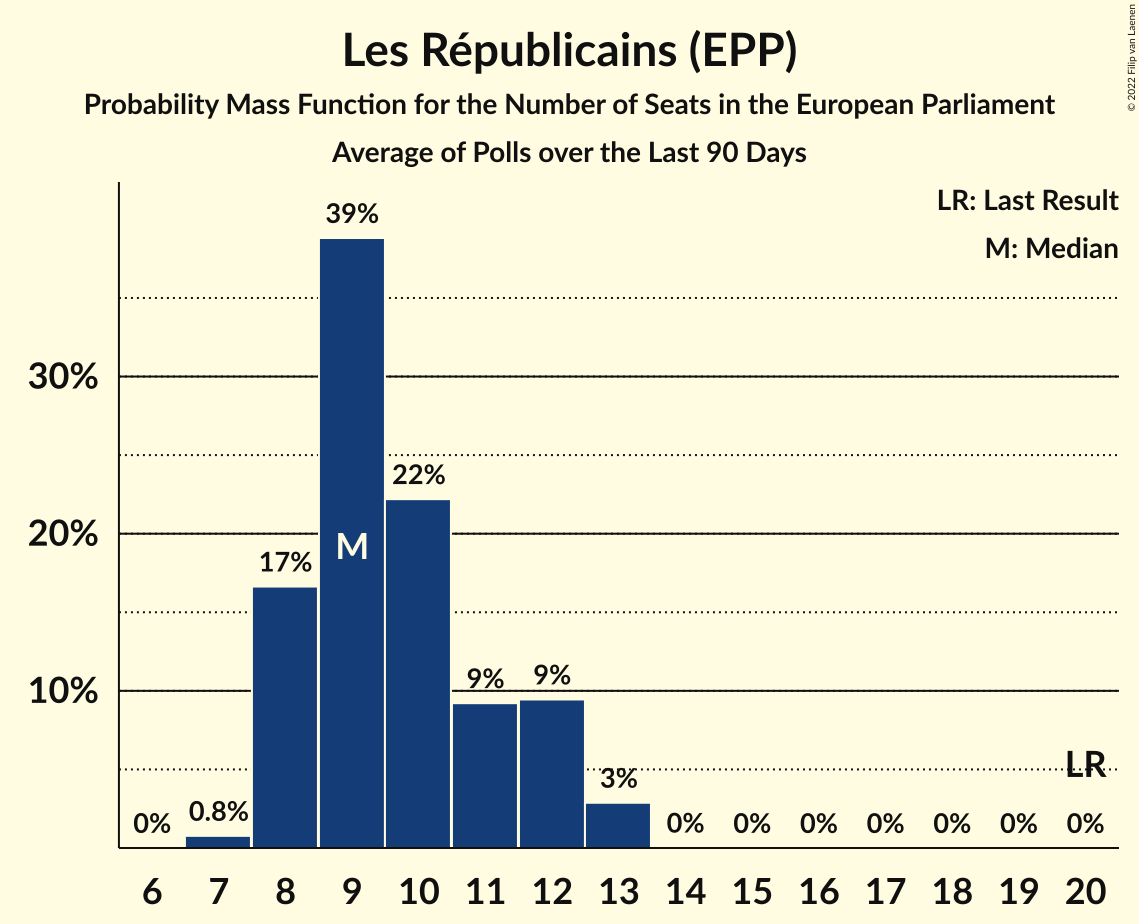 Les Républicains (EPP)
Probability Mass Function for the Number of Seats in the European Parliament
Average of Polls over the Last 90 Days
© 2022 Filip van Laenen
LR: Last Result
M: Median
39%
30%
22%
20%
17%
M
10%
9%
9%
LR
3%
0%
0.8%
0%
0%
0%
0%
0%
0%
0%
6 7 8 9 10 11 12 13 14 15 16 17 18 19 20